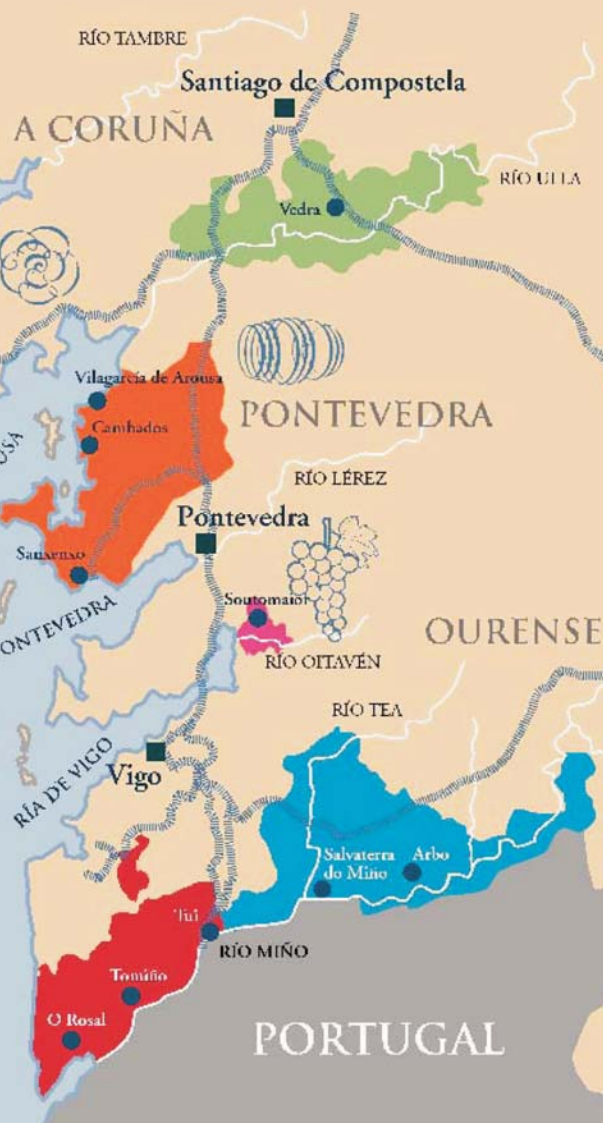 RÍO TAMBRE
Santiago de Compostela
A CORUÑA
RÍO ULLA
Vedra
Vilagarcía de Arousa
PONTEVEDRA
Cambados
USA
RÍO LÉREZ
Pontevedra
Sanxenxo
Soutomaior
ONTEVEDRA
OURENSE
RÍO OITAVÉN
RÍO TEA
RÍA DE VIGO
Vigo
Salvaterra
do Miño
Arbo
Tui
RÍO MIÑO
Tomiño
O Rosal
PORTUGAL